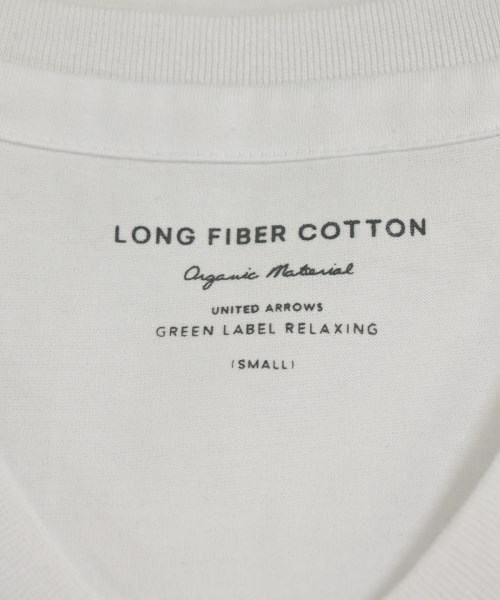 LONG FIBER COTTON
Organic Material
UNITED ARROWS
GREEN LABEL RELAXING
(SMALL)